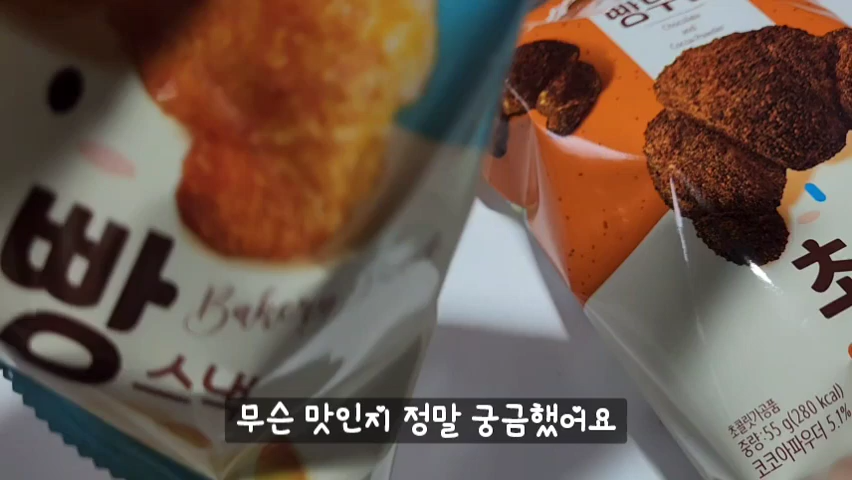 빵부
Chocolate
and
Cocoa Powder
빵
Bakery
스낵
초
초콜릿가공품
중량: 55 g(280 kcal)
코코아파우더 5.1%
무슨 맛인지 정말 궁금했어요